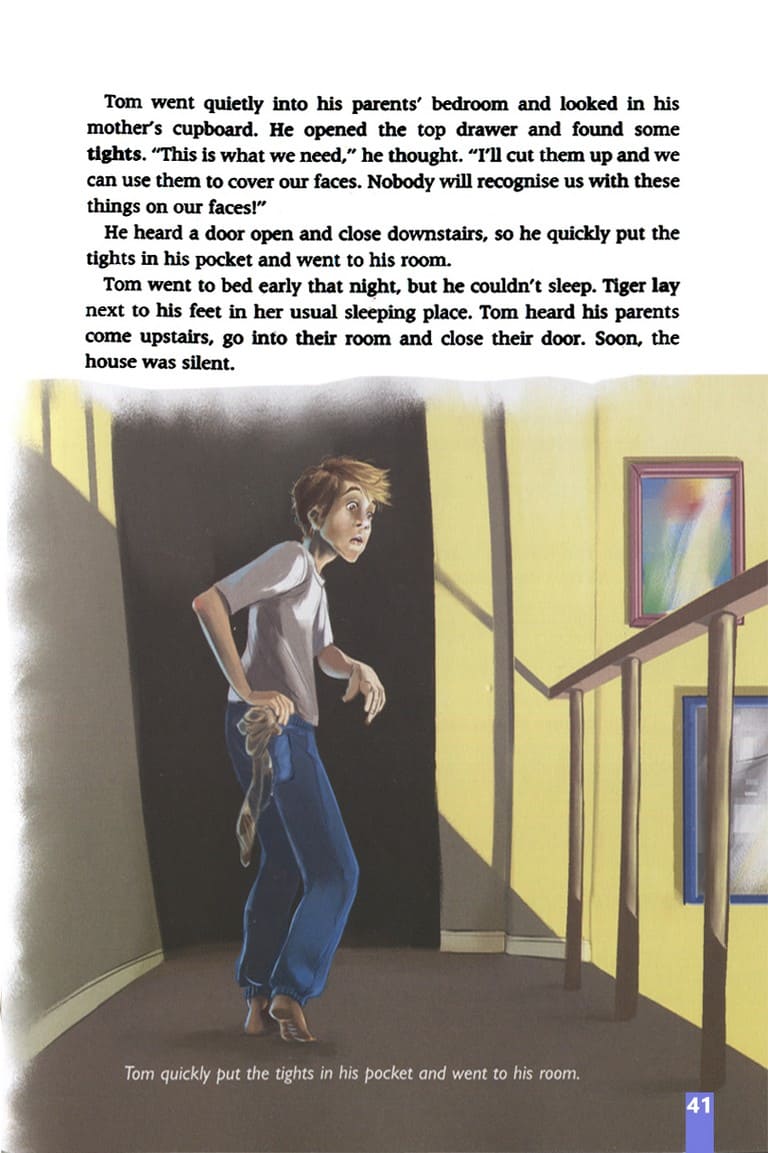 Tom went quietly into his parents' bedroom and looked in his
mother's cupboard. He opened the top drawer and found some
tights. "This is what we need," he thought. "I'll cut them up and we
can use them to cover our faces. Nobody will recognise us with these
things on our faces!"
He heard a door open and close downstairs, so he quickly put the
tights in his pocket and went to his room.
Tom went to bed early that night, but he couldn't sleep. Tiger lay
next to his feet in her usual sleeping place. Tom heard his parents
come upstairs, go into their room and close their door. Soon, the
house was silent.
Tom quickly put the tights in his pocket and went to his room.
41